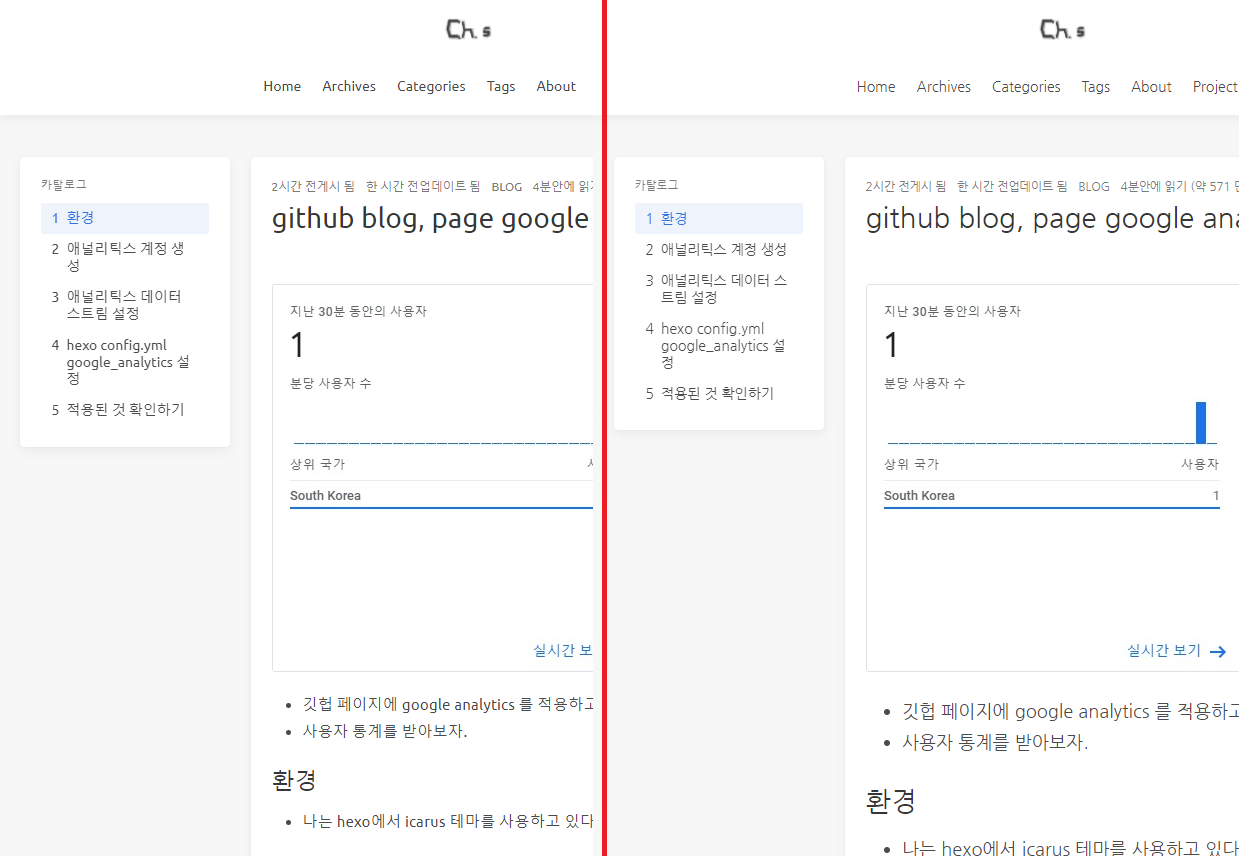 Ch. s
Home Archives Categories Tags About
카탈로그
1 환경
2 애널리틱스 계정 생
성
3 애널리틱스 데이터
스트림 설정
4 hexo config.yml
google_analytics 설
정
5 적용된 것 확인하기
2시간 전게시 됨 한 시간 전업데이트 됨 BLOG 4분안에 읽기
github blog, page google
지난 30분 동안의 사용자
1
분당 사용자 수
상위 국가
South Korea
실시간 보
깃헙 페이지에 google analytics 를 적용하고
사용자 통계를 받아보자.
환경
나는 hexo에서 icarus 테마를 사용하고 있다
Ch. s
Home Archives Categories Tags About Project
카탈로그
1 환경
2 애널리틱스 계정 생성
3 애널리틱스 데이터 스
트림 설정
4 hexo config.yml
google_analytics 설
정
5 적용된 것 확인하기
2시간 전게시 됨 한 시간 전업데이트 됨 BLOG 4분안에 읽기 (약 571 단
github blog, page google ana
지난 30분 동안의 사용자
1
분당 사용자 수
상위 국가 사용자
South Korea 1
실시간 보기
깃헙 페이지에 google analytics 를 적용하고
사용자 통계를 받아보자.
환경
나는 hexo에서 icarus 테마를 사용하고 있다